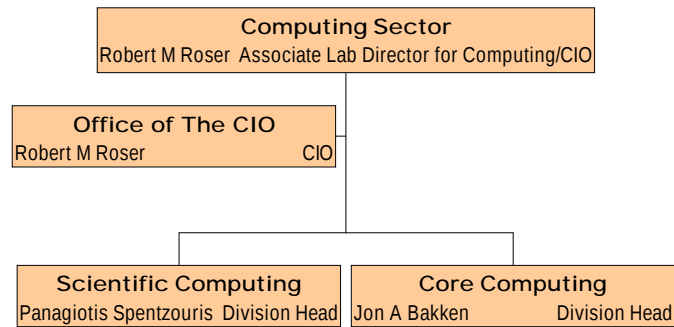 Computing Sector
Robert M Roser Associate Lab Director for Computing/CIO
Office of The CIO
Robert M Roser CIO
Scientific Computing
Panagiotis Spentzouris Division Head
Core Computing
Jon A Bakken Division Head